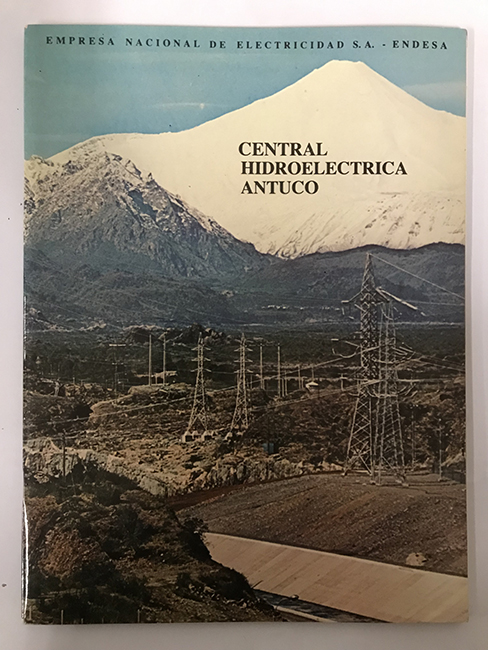 EMPRESA NACIONAL DE ELECTRICIDAD S.A. - ENDESA
CENTRAL
HIDROELECTRICA
ANTUCO